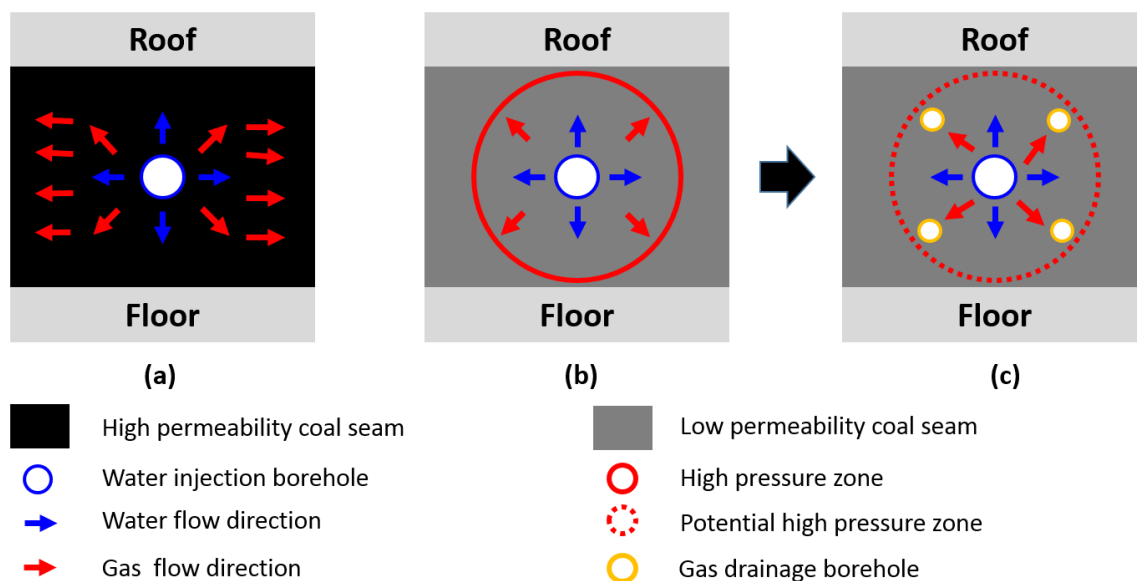 Roof
Roof
Roof
Floor
Floor
Floor
(a)
(b)
(c)
High permeability coal seam
Low permeability coal seam
Water injection borehole
High pressure zone
Water flow direction
Potential high pressure zone
Gas flow direction
Gas drainage borehole